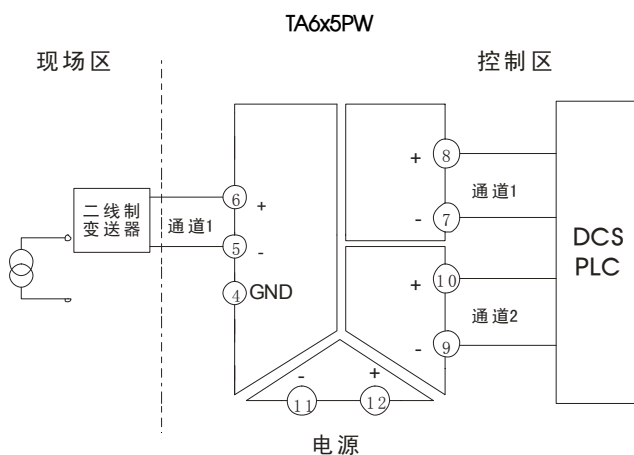 TA6x5PW
现场区
控制区
二线制
变送器
通道1
6
+
5
-
4
GND
+
8
通道1
-
7
+
10
通道2
-
9
DCS
PLC
-
+
11
12
电源